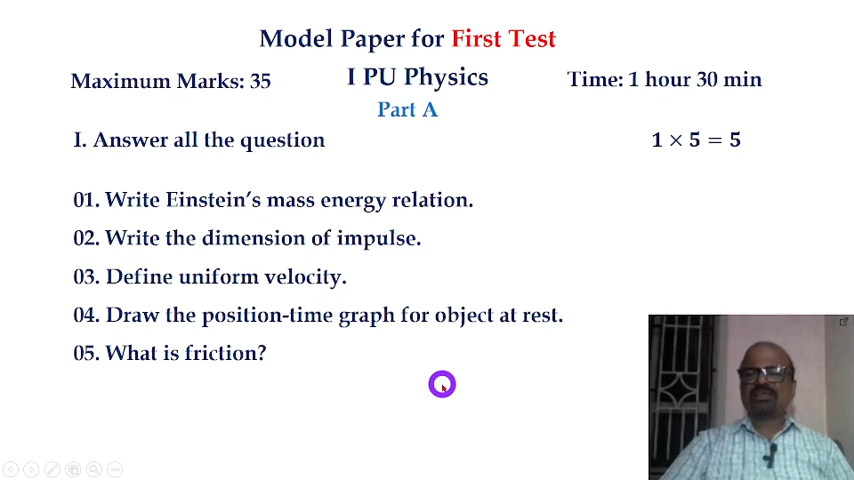 Model Paper for First Test
Maximum Marks: 35 I PU Physics Time: 1 hour 30 min
Part A
I. Answer all the question 1 × 5 = 5
01. Write Einstein's mass energy relation.
02. Write the dimension of impulse.
03. Define uniform velocity.
04. Draw the position-time graph for object at rest.
05. What is friction?